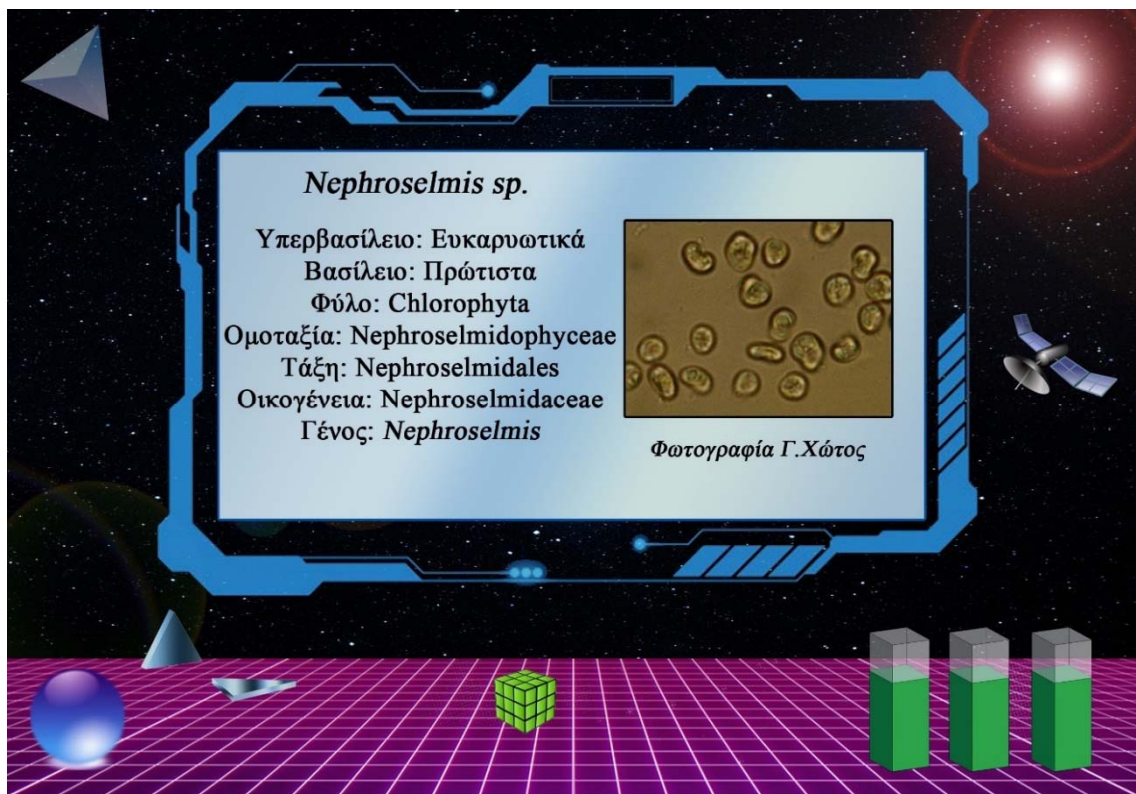 Nephroselmis sp.
Υπερβασίλειο: Ευκαρυωτικά
Βασίλειο: Πρώτιστα
Φύλο: Chlorophyta
Ομοταξία: Nephroselmidophyceae
Τάξη: Nephroselmidales
Οικογένεια: Nephroselmidaceae
Γένος: Nephroselmis
Φωτογραφία Γ.Χώτος